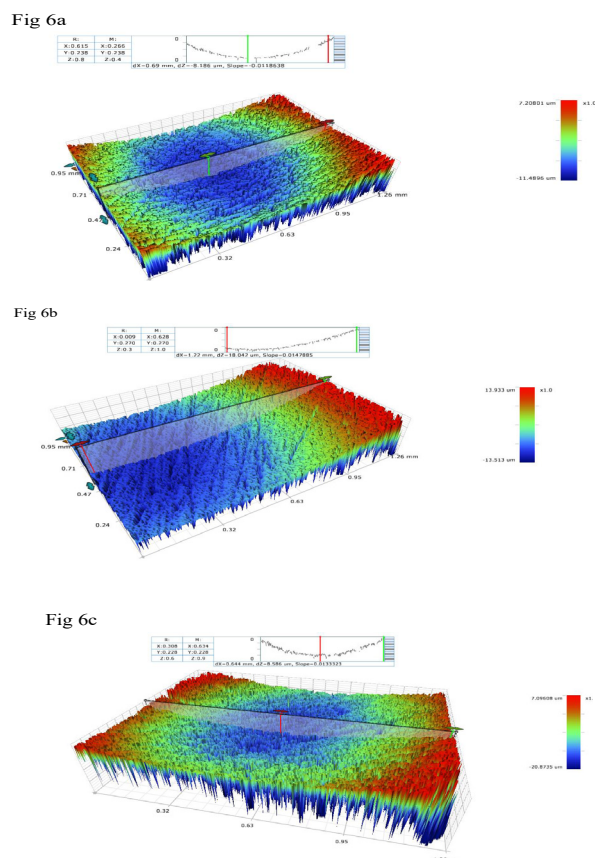 Fig 6a
K: M:
X:0.615 X:0.266
Y:0.238 Y:0.238
Z:0.8 Z:0.4
0
0
dX=0.69 mm, dZ=-8.186 um, Slope=-0.0118638
7.20801 um x1.0
-11.4896 um
0.95 mm
0.71
0.47
0.24
0.32
0.63
0.95
1.26 mm
Fig 6b
K: M:
X:0.009 X:0.628
Y:0.270 Y:0.270
Z:0.3 Z:1.0
0
0
dX=1.22 mm, dZ=18.042 um, Slope=0.0147885
13.933 um x1.0
-13.513 um
0.95 mm
0.71
0.47
0.24
0.32
0.63
0.95
1.26 mm
Fig 6c
K: M:
X:0.308 X:0.634
Y:0.228 Y:0.228
Z:0.6 Z:0.9
0
0
dX=0.644 mm, dZ=8.586 um, Slope=0.0133323
7.09608 um x1.
-20.8735 um
0.32
0.63
0.95